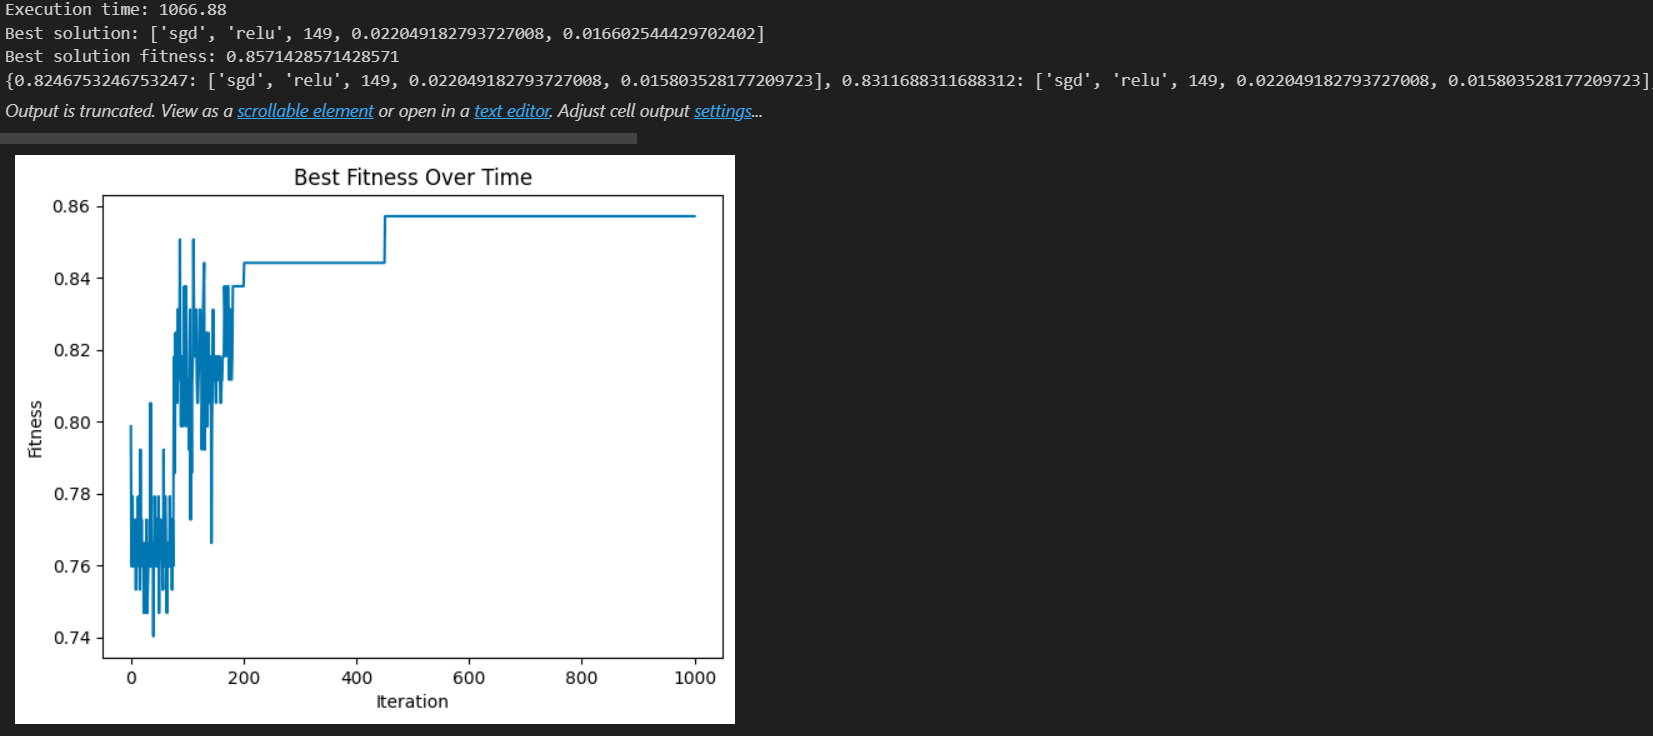 Execution time: 1066.88
Best solution: ['sgd', 'relu', 149, 0.022049182793727008, 0.016602544429702402]
Best solution fitness: 0.8571428571428571
{0.8246753246753247: ['sgd', 'relu', 149, 0.022049182793727008, 0.015803528177209723], 0.8311688311688312: ['sgd', 'relu', 149, 0.022049182793727008, 0.015803528177209723],
Output is truncated. View as a scrollable element or open in a text editor. Adjust cell output settings...
Best Fitness Over Time
0.86
0.84
0.82
0.80
0.78
0.76
0.74
Fitness
0 200 400 600 800 1000
Iteration